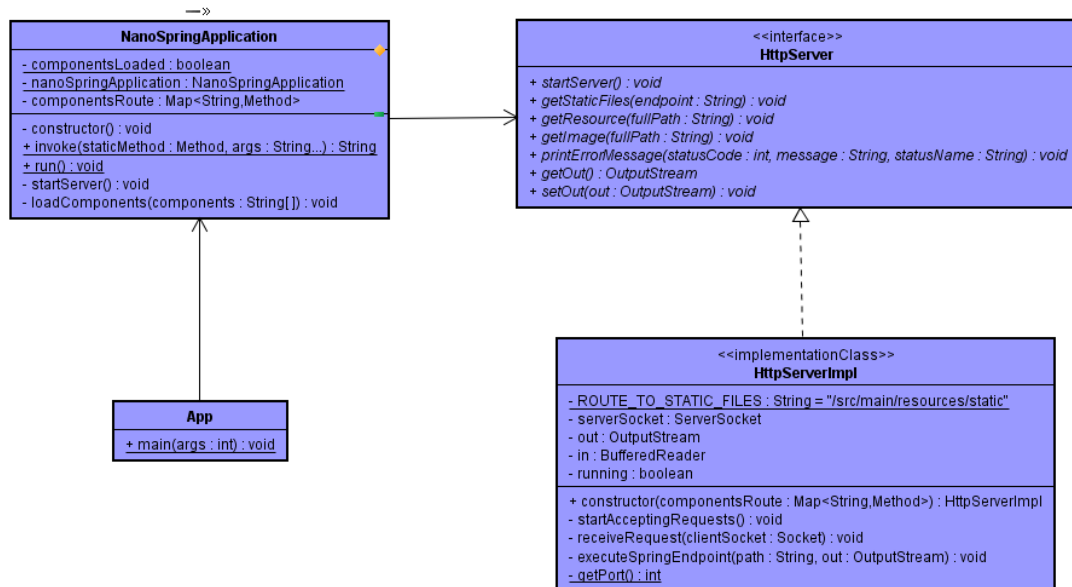 NanoSpringApplication
- componentsLoaded : boolean
- nanoSpringApplication : NanoSpringApplication
- componentsRoute : Map<String,Method>
- constructor() : void
+ invoke(staticMethod : Method, args : String...) : String
+ run() : void
- startServer() : void
- loadComponents(components : String[ ]) : void
<<interface>>
HttpServer
+ startServer() : void
+ getStaticFiles(endpoint : String) : void
+ getResource(fullPath : String) : void
+ getImage(fullPath : String) : void
+ printErrorMessage(statusCode : int, message : String, statusName : String) : void
+ getOut() : OutputStream
+ setOut(out : OutputStream) : void
App
+ main(args : int) : void
<<implementationClass>>
HttpServerImpl
- ROUTE_TO_STATIC_FILES : String = "/src/main/resources/static"
- serverSocket : ServerSocket
- out : OutputStream
- in : BufferedReader
- running : boolean
+ constructor(componentsRoute : Map<String,Method>) : HttpServerImpl
- startAcceptingRequests() : void
- receiveRequest(clientSocket : Socket) : void
- executeSpringEndpoint(path : String, out : OutputStream) : void
- getPort() : int